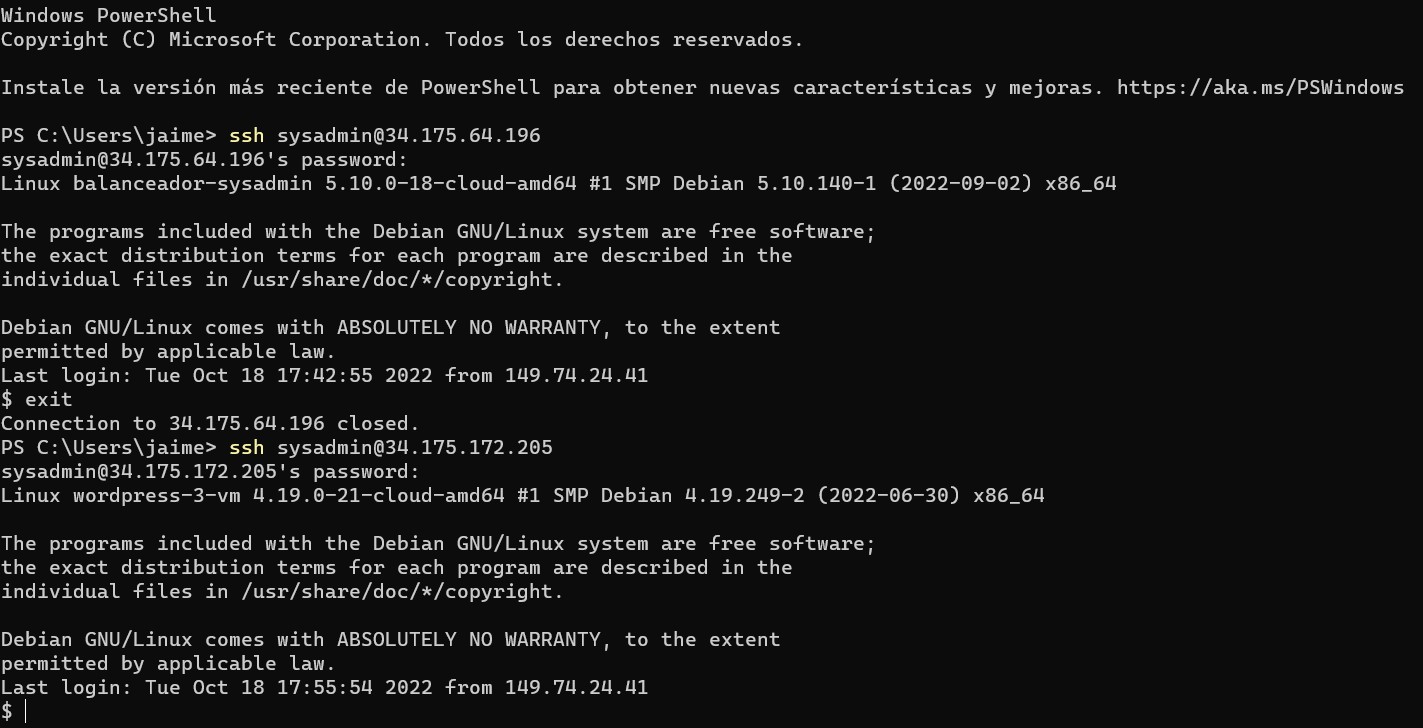 Windows PowerShell
Copyright (C) Microsoft Corporation. Todos los derechos reservados.
Instale la versión más reciente de PowerShell para obtener nuevas características y mejoras. https://aka.ms/PSWindows
PS C:\Users\jaime> ssh sysadmin@34.175.64.196
sysadmin@34.175.64.196's password:
Linux balanceador-sysadmin 5.10.0-18-cloud-amd64 #1 SMP Debian 5.10.140-1 (2022-09-02) x86_64
The programs included with the Debian GNU/Linux system are free software;
the exact distribution terms for each program are described in the
individual files in /usr/share/doc/*/copyright.
Debian GNU/Linux comes with ABSOLUTELY NO WARRANTY, to the extent
permitted by applicable law.
Last login: Tue Oct 18 17:42:55 2022 from 149.74.24.41
$ exit
Connection to 34.175.64.196 closed.
PS C:\Users\jaime> ssh sysadmin@34.175.172.205
sysadmin@34.175.172.205's password:
Linux wordpress-3-vm 4.19.0-21-cloud-amd64 #1 SMP Debian 4.19.249-2 (2022-06-30) x86_64
The programs included with the Debian GNU/Linux system are free software;
the exact distribution terms for each program are described in the
individual files in /usr/share/doc/*/copyright.
Debian GNU/Linux comes with ABSOLUTELY NO WARRANTY, to the extent
permitted by applicable law.
Last login: Tue Oct 18 17:55:54 2022 from 149.74.24.41
$